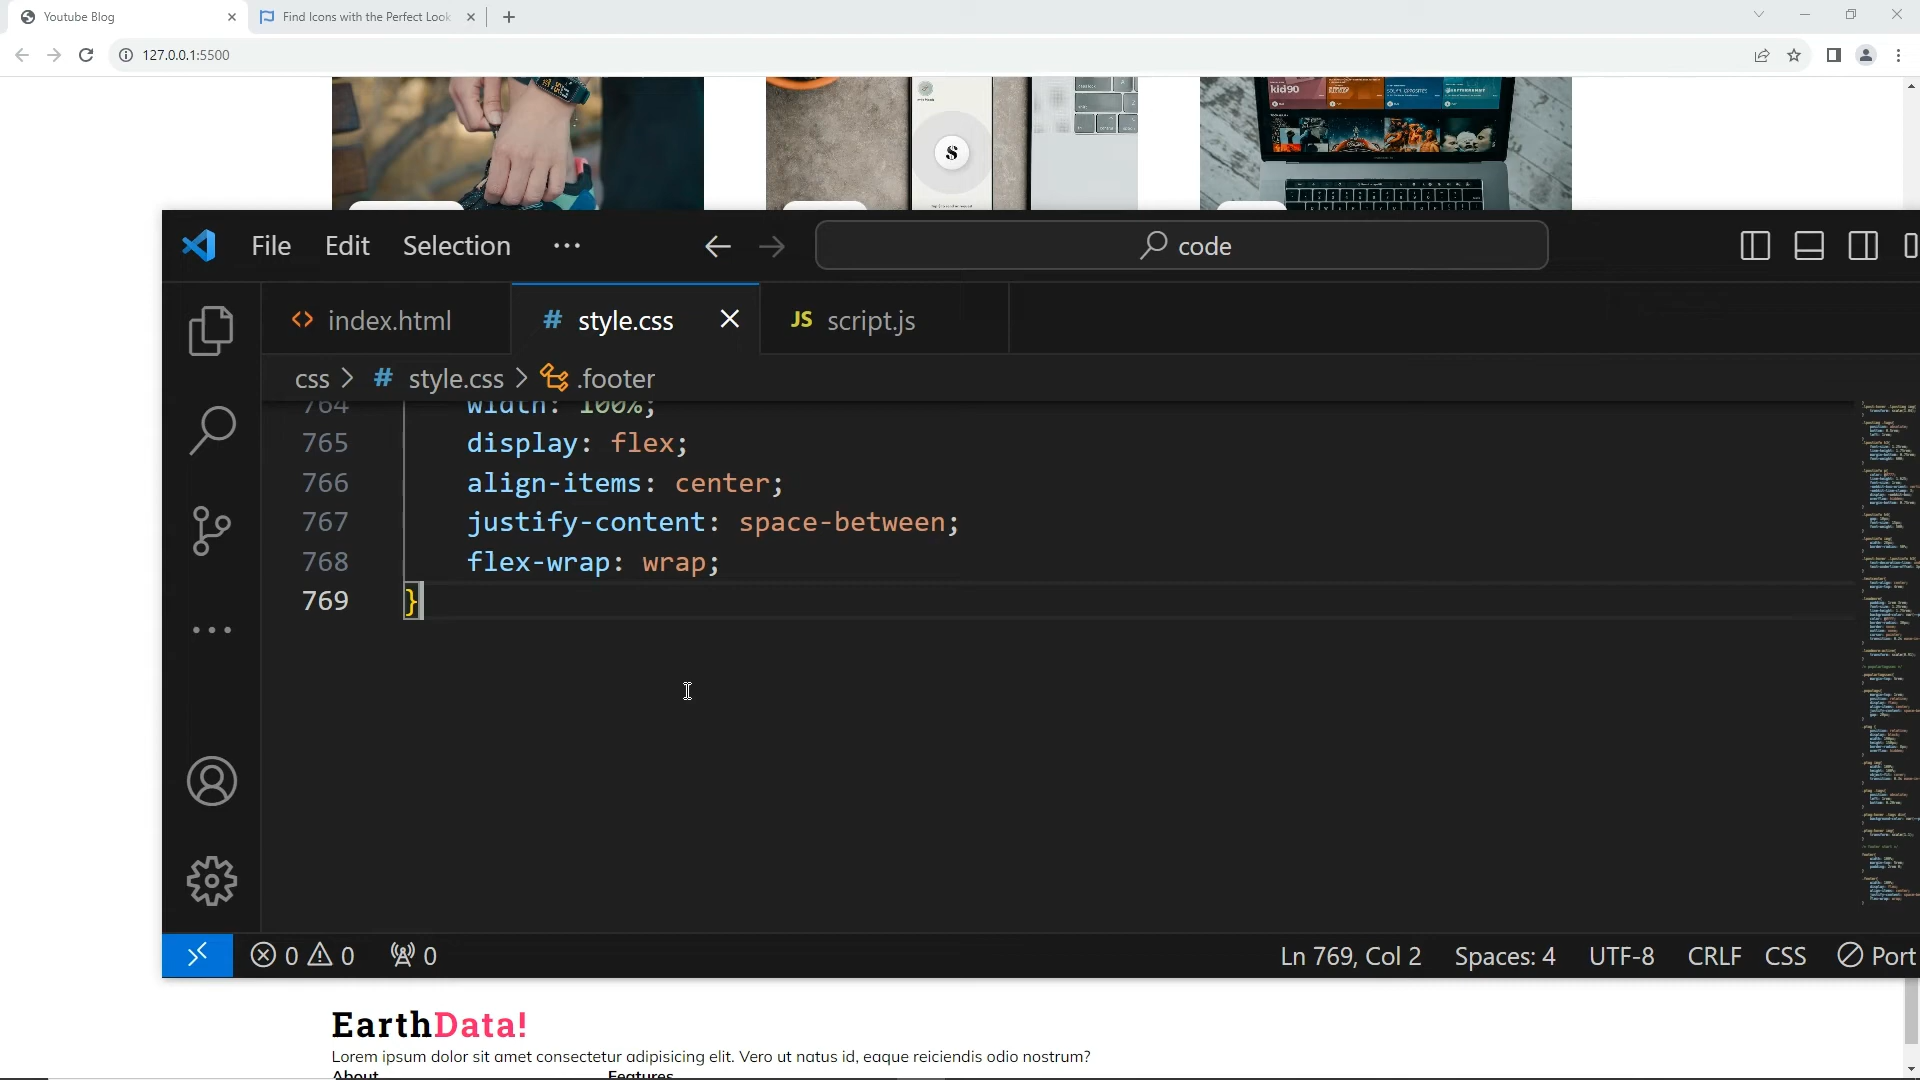 Youtube Blog
Find Icons with the Perfect Look
127.0.0.1:5500
kid90
S
File Edit Selection ··· code
index.html
# style.css
JS script.js
css > # style.css > .footer
764 width: 100%;
765 display: flex;
766 align-items: center;
767 justify-content: space-between;
768 flex-wrap: wrap;
769 }
0 0 0
Ln 769, Col 2 Spaces: 4 UTF-8 CRLF CSS Port
EarthData!
Lorem ipsum dolor sit amet consectetur adipisicing elit. Vero ut natus id, eaque reiciendis odio nostrum?
About Features